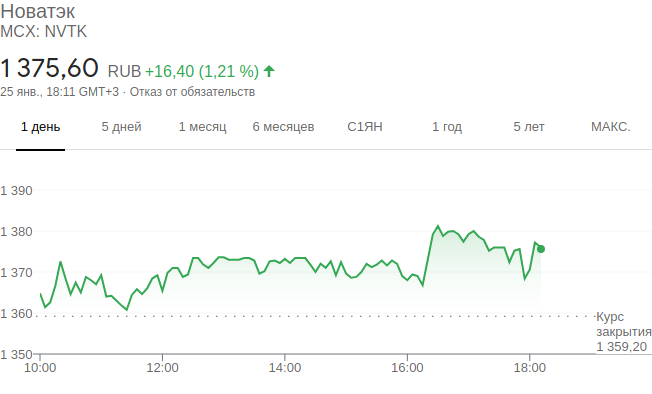 Новатэк
MCX: NVTK
1 375,60 RUB +16,40 (1,21 %)
25 янв., 18:11 GMT+3 · Отказ от обязательств
1 день 5 дней 1 месяц 6 месяцев С1ЯН 1 год 5 лет МАКС.
1 390
1 380
1 370
1 360
Курс
закрытия
1 359,20
1 350
10:00 12:00 14:00 16:00 18:00